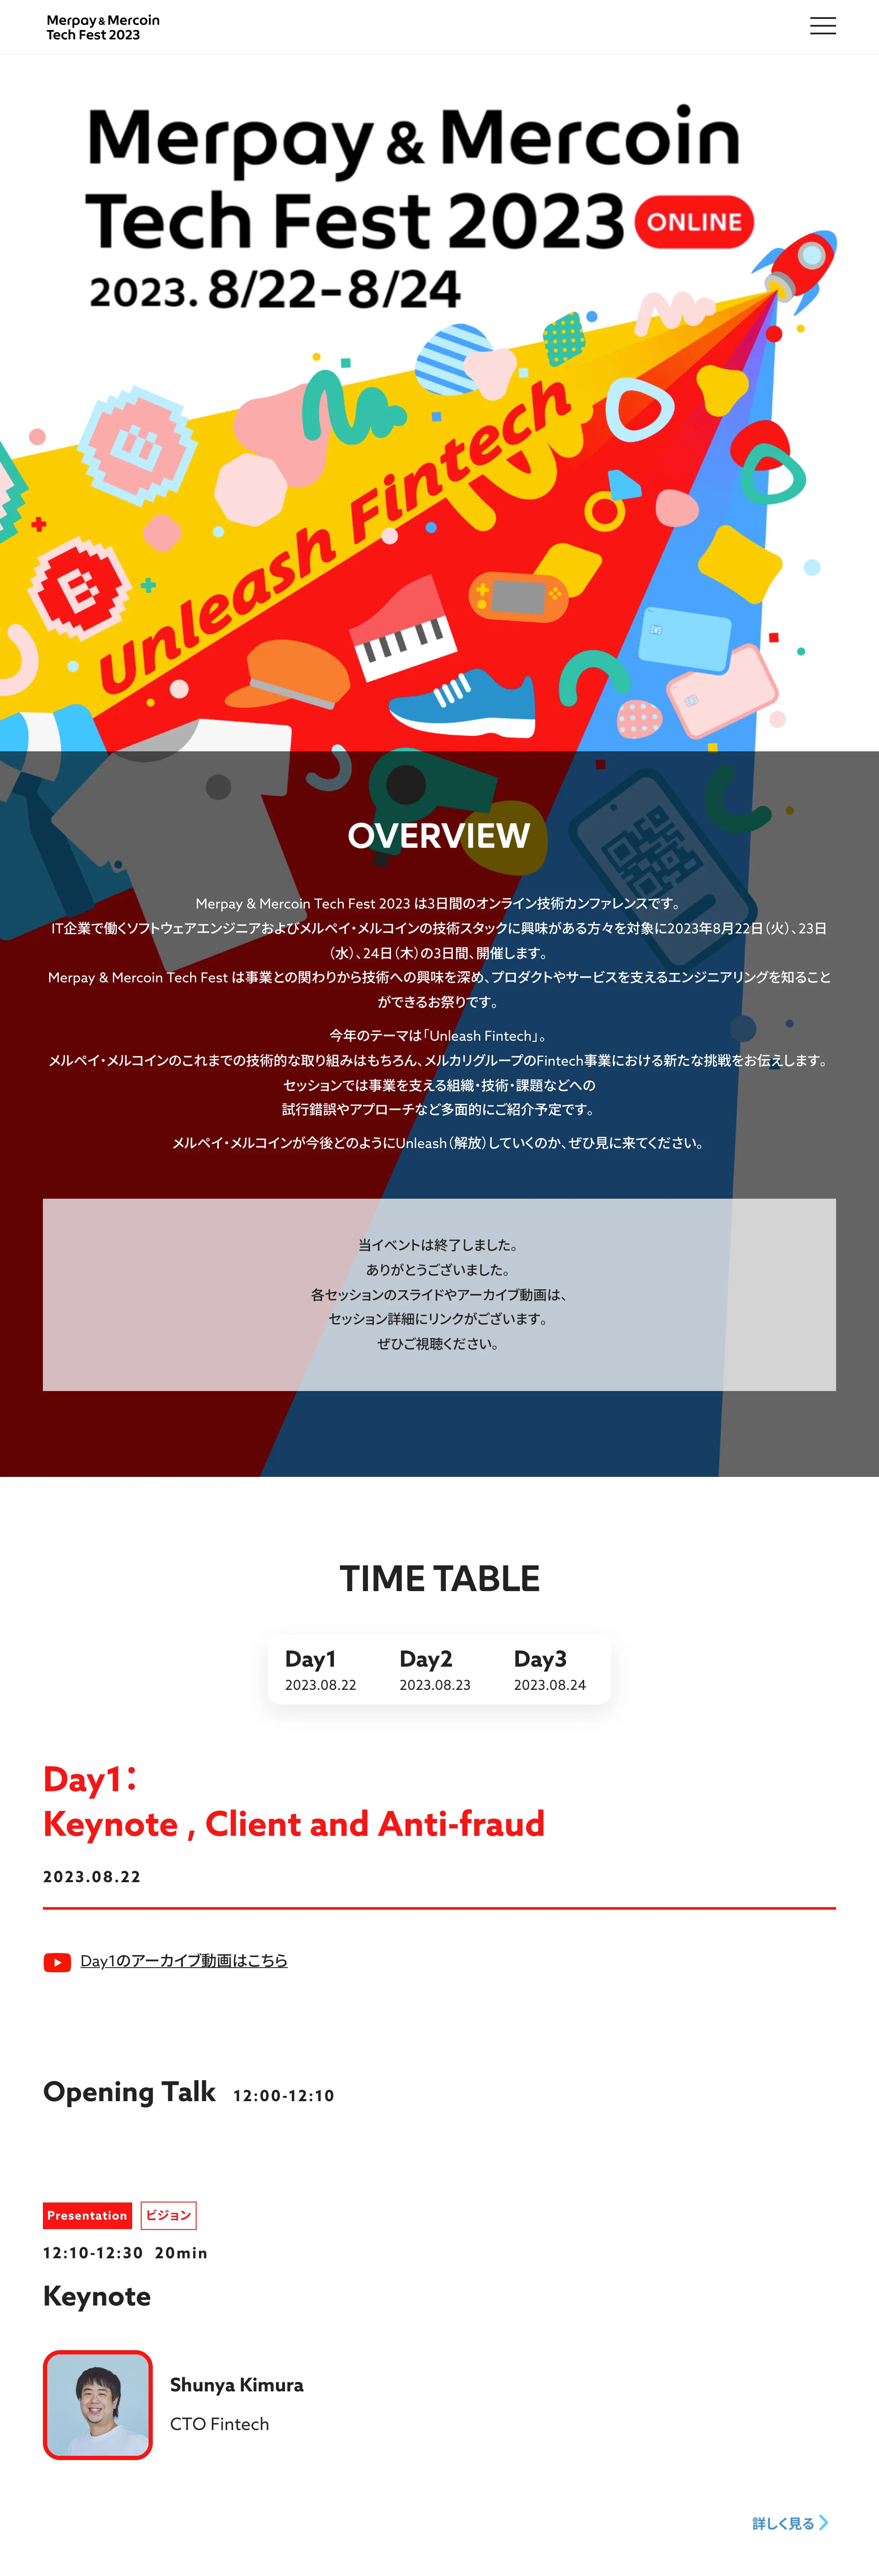 Merpay & Mercoin
Tech Fest 2023
Merpay & Mercoin
Tech Fest 2023 ONLINE
2023. 8/22-8/24
Unleash Fintech
OVERVIEW
Merpay & Mercoin Tech Fest 2023 は3日間のオンライン技術カンファレンスです。
IT企業で働くソフトウェアエンジニアおよびメルペイ・メルコインの技術スタックに興味がある方々を対象に2023年8月22日（火）、23日
（水）、24日（木）の3日間、開催します。
Merpay & Mercoin Tech Fest は事業との関わりから技術への興味を深め、プロダクトやサービスを支えるエンジニアリングを知ること
ができるお祭りです。
今年のテーマは「Unleash Fintech」。
メルペイ・メルコインのこれまでの技術的な取り組みはもちろん、メルカリグループのFintech事業における新たな挑戦をお伝えします。
セッションでは事業を支える組織・技術・課題などへの
試行錯誤やアプローチなど多面的にご紹介予定です。
メルペイ・メルコインが今後どのようにUnleash（解放）していくのか、ぜひ見に来てください。
当イベントは終了しました。
ありがとうございました。
各セッションのスライドやアーカイブ動画は、
セッション詳細にリンクがございます。
ぜひご視聴ください。
TIME TABLE
Day1 Day2 Day3
2023.08.22 2023.08.23 2023.08.24
Day1：
Keynote , Client and Anti-fraud
2023.08.22
Day1のアーカイブ動画はこちら
Opening Talk 12:00-12:10
Presentation ビジョン
12:10-12:30 20min
Keynote
Shunya Kimura
CTO Fintech
詳しく見る